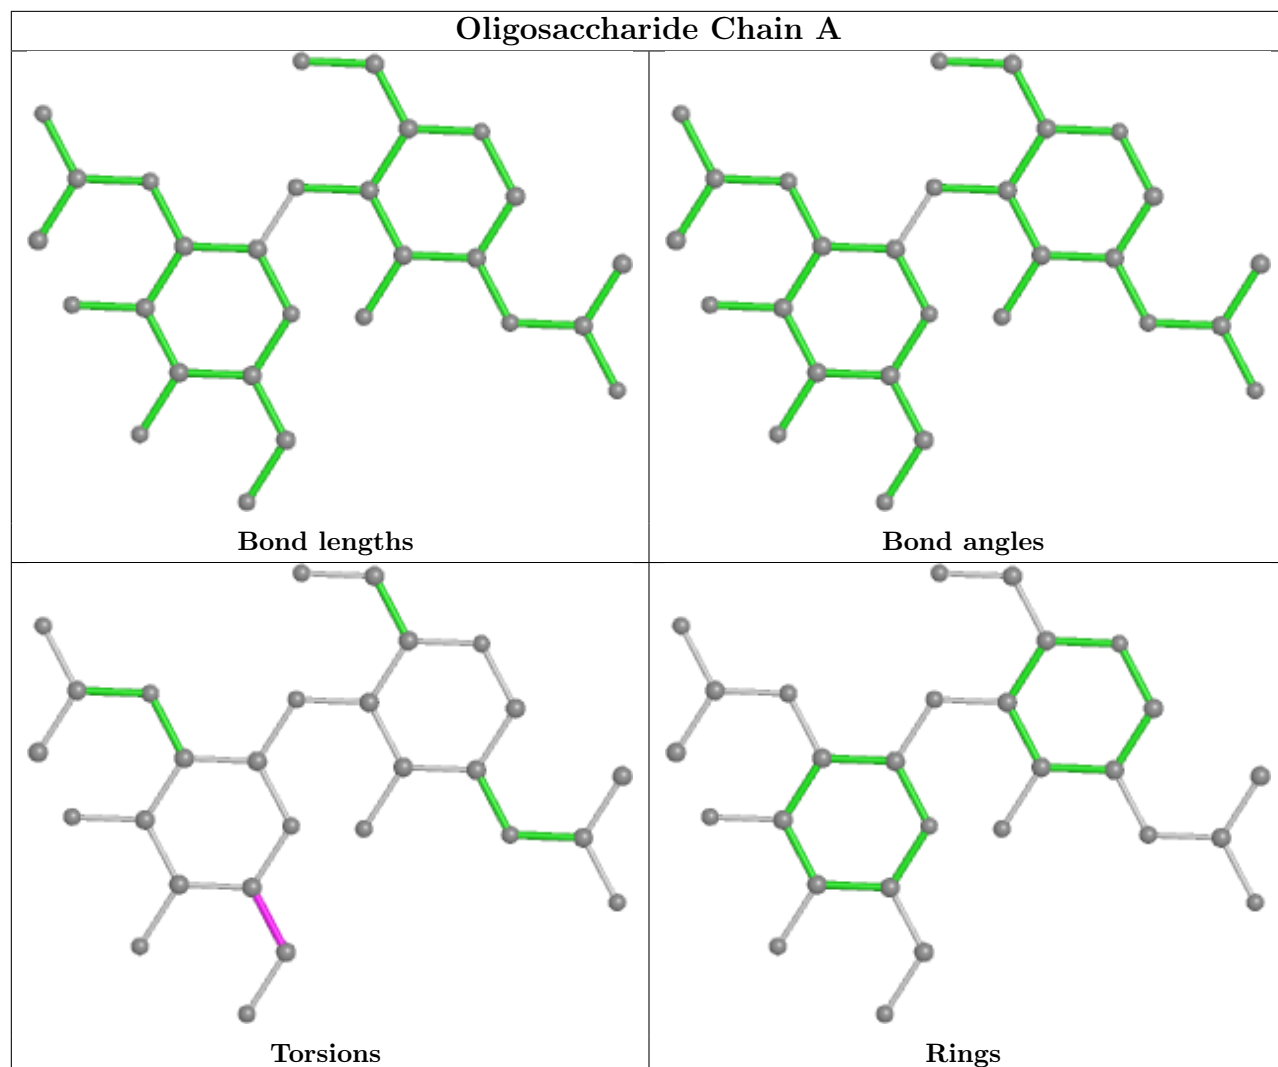 Oligosaccharide Chain A
Bond lengths
Bond angles
Torsions
Rings